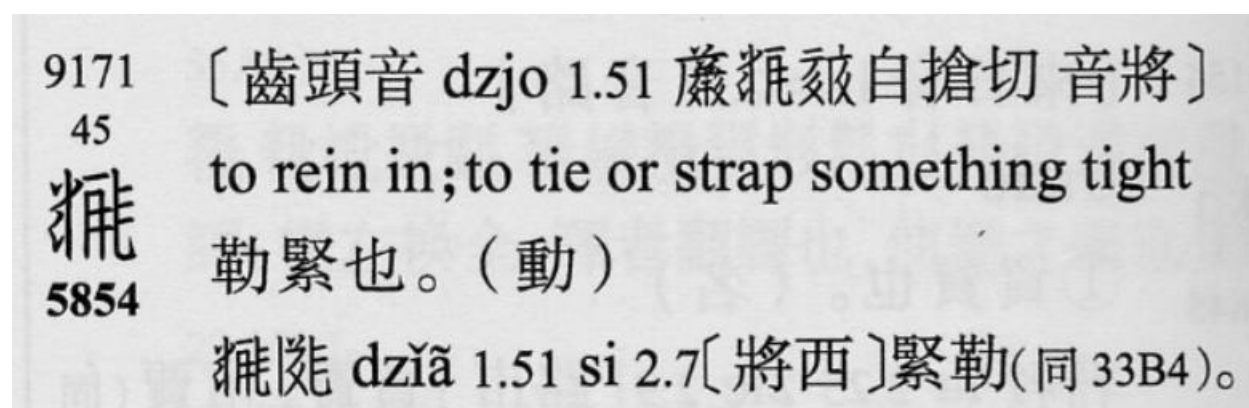 9171
45
5854
〔齒頭音 dzjo 1.51 自搶切 音將〕
to rein in;to tie or strap something tight
勒緊也。(動)
dzǐã 1.51 si 2.7〔將西〕緊勒(同 33B4)。